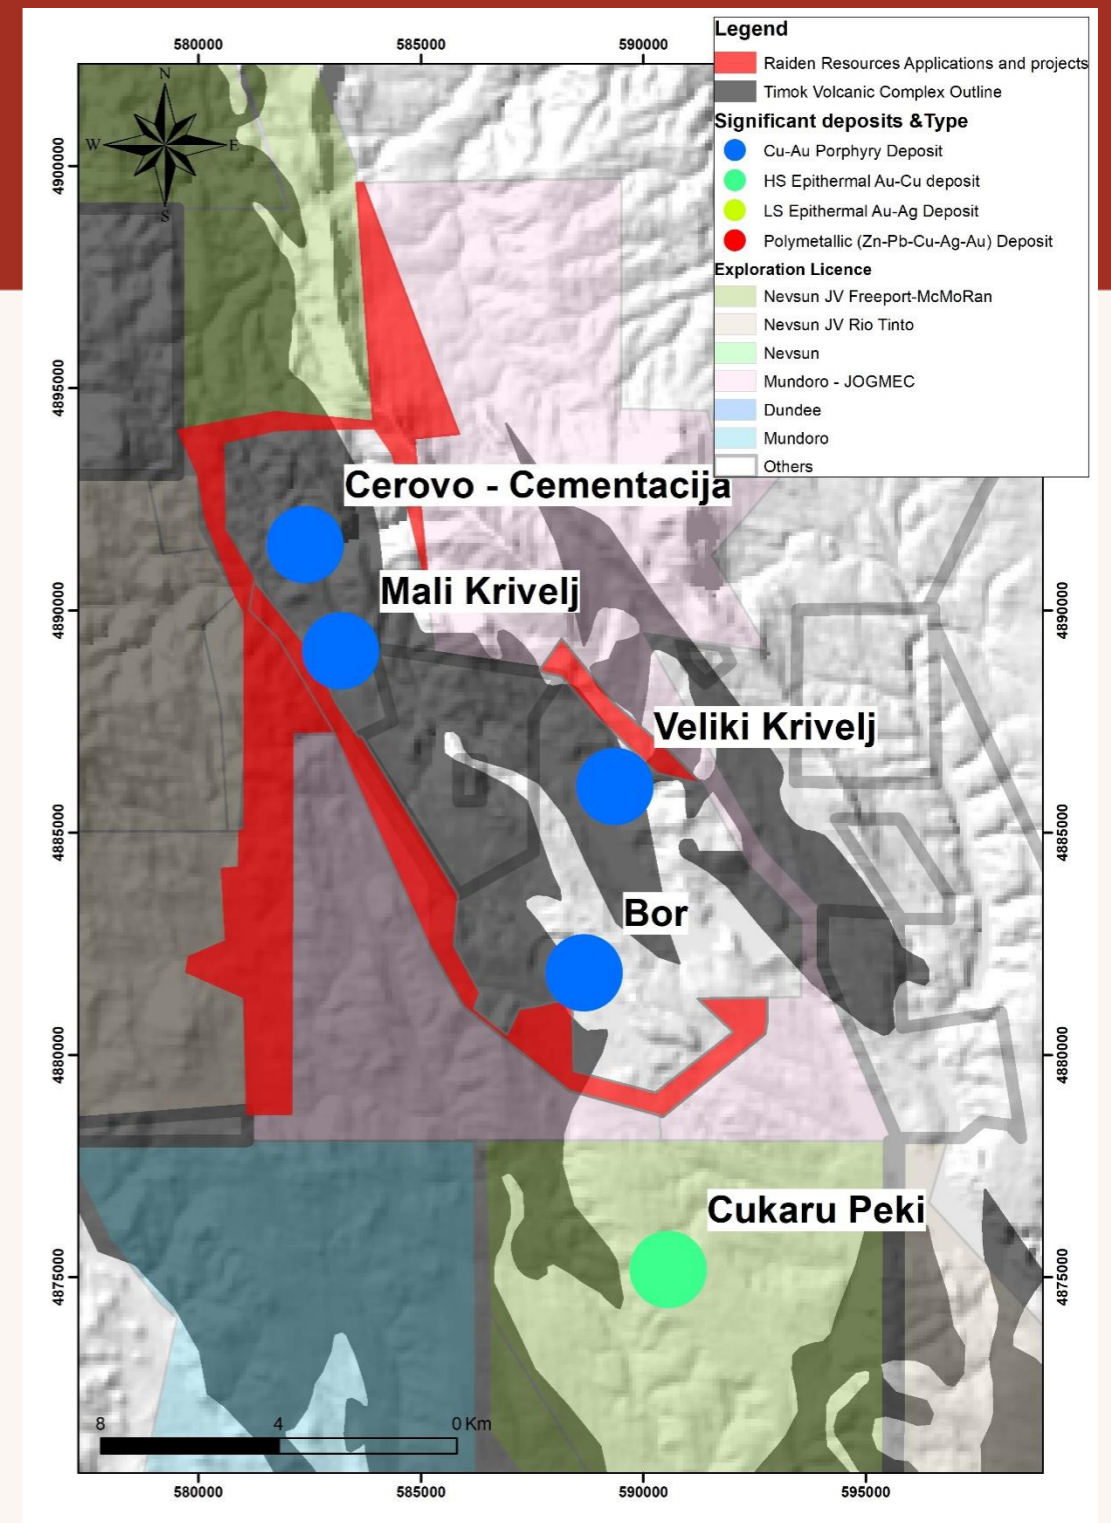 580000 585000 590000
Legend
Raiden Resources Applications and projects
Timok Volcanic Complex Outline
Significant deposits &Type
Cu-Au Porphyry Deposit
HS Epithermal Au-Cu deposit
LS Epithermal Au-Ag Deposit
Polymetallic (Zn-Pb-Cu-Ag-Au) Deposit
Exploration Licence
Nevsun JV Freeport-McMoRan
Nevsun JV Rio Tinto
Nevsun
Mundoro - JOGMEC
Dundee
Mundoro
Others
N
W E
S
4900000
4895000
Cerovo - Cementacija
Mali Krivelj
4890000 4890000
Veliki Krivelj
4885000 4885000
Bor
4880000 4880000
Cukaru Peki
4875000 4875000
8 4 0 Km
580000 585000 590000 595000